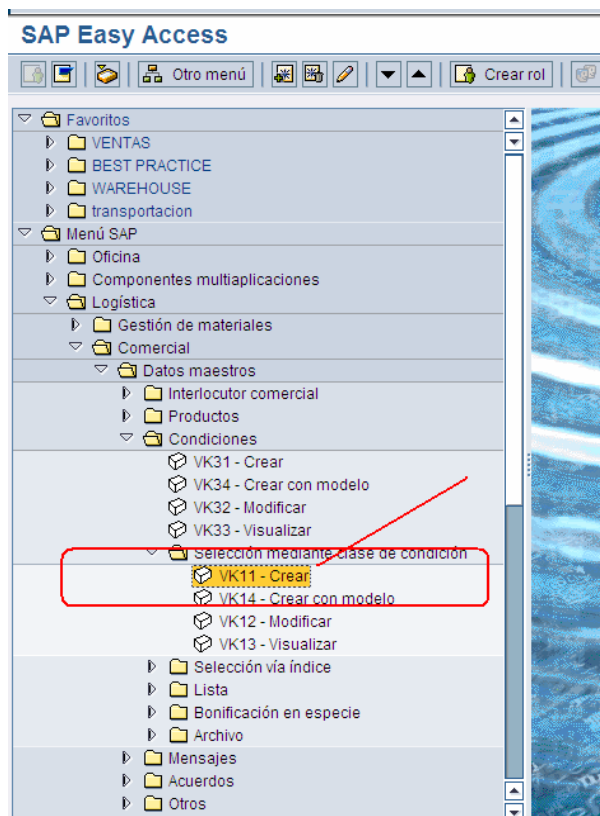 SAP Easy Access
Otro menú Crear rol
Favoritos
VENTAS
BEST PRACTICE
WAREHOUSE
transportacion
Menú SAP
Oficina
Componentes multiaplicaciones
Logística
Gestión de materiales
Comercial
Datos maestros
Interlocutor comercial
Productos
Condiciones
VK31 - Crear
VK34 - Crear con modelo
VK32 - Modificar
VK33 - Visualizar
Selección mediante clase de condición
VK11 - Crear
VK14 - Crear con modelo
VK12 - Modificar
VK13 - Visualizar
Selección vía índice
Lista
Bonificación en especie
Archivo
Mensajes
Acuerdos
Otros